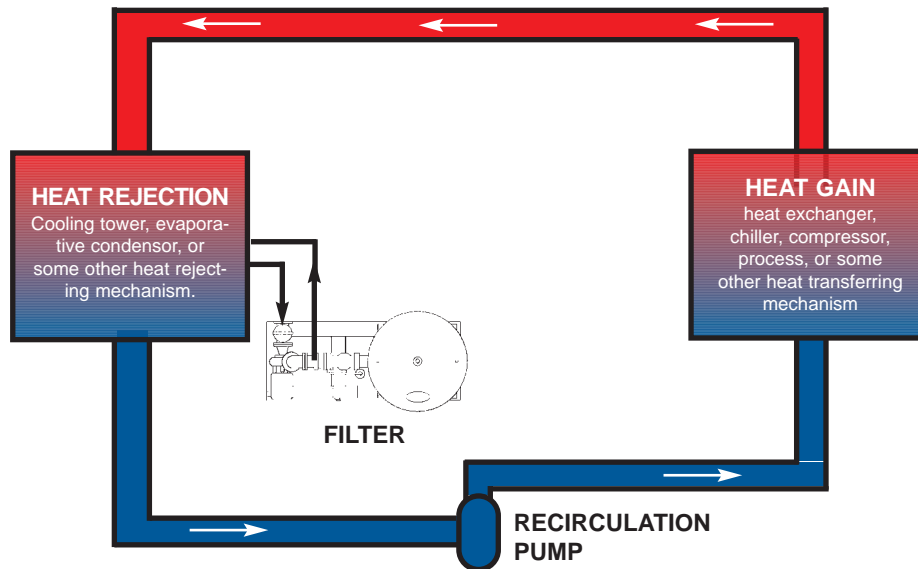 HEAT REJECTION
Cooling tower, evapora-
tive condensor, or
some other heat reject-
ing mechanism.
HEAT GAIN
heat exchanger,
chiller, compressor,
process, or some
other heat transferring
mechanism
FILTER
RECIRCULATION
PUMP